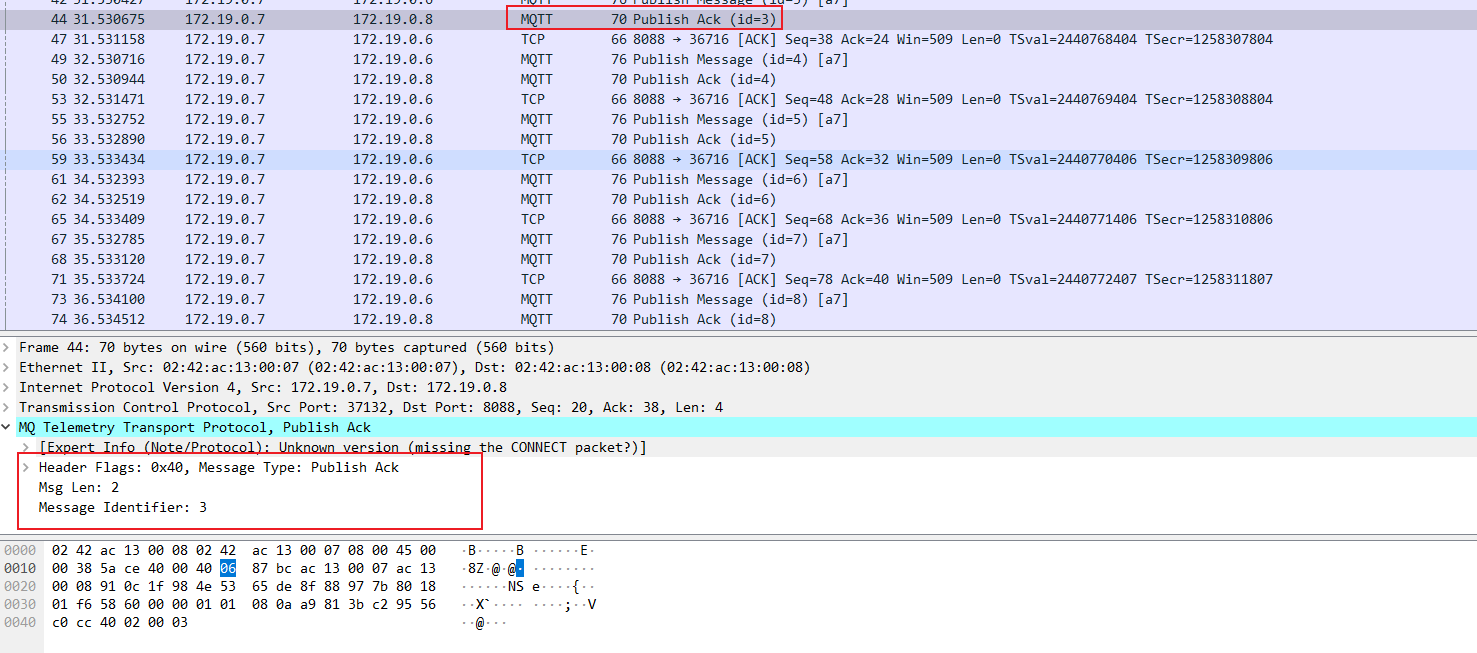 44 31.530675 172.19.0.7 172.19.0.8 MQTT 70 Publish Ack (id=3)
47 31.531158 172.19.0.7 172.19.0.6 TCP 66 8088 → 36716 [ACK] Seq=38 Ack=24 Win=509 Len=0 TSval=2440768404 TSecr=1258307804
49 32.530716 172.19.0.7 172.19.0.6 MQTT 76 Publish Message (id=4) [a7]
50 32.530944 172.19.0.7 172.19.0.8 MQTT 70 Publish Ack (id=4)
53 32.531471 172.19.0.7 172.19.0.6 TCP 66 8088 → 36716 [ACK] Seq=48 Ack=28 Win=509 Len=0 TSval=2440769404 TSecr=1258308804
55 33.532752 172.19.0.7 172.19.0.6 MQTT 76 Publish Message (id=5) [a7]
56 33.532890 172.19.0.7 172.19.0.8 MQTT 70 Publish Ack (id=5)
59 33.533434 172.19.0.7 172.19.0.6 TCP 66 8088 → 36716 [ACK] Seq=58 Ack=32 Win=509 Len=0 TSval=2440770406 TSecr=1258309806
61 34.532393 172.19.0.7 172.19.0.6 MQTT 76 Publish Message (id=6) [a7]
62 34.532519 172.19.0.7 172.19.0.8 MQTT 70 Publish Ack (id=6)
65 34.533409 172.19.0.7 172.19.0.6 TCP 66 8088 → 36716 [ACK] Seq=68 Ack=36 Win=509 Len=0 TSval=2440771406 TSecr=1258310806
67 35.532785 172.19.0.7 172.19.0.6 MQTT 76 Publish Message (id=7) [a7]
68 35.533120 172.19.0.7 172.19.0.8 MQTT 70 Publish Ack (id=7)
71 35.533724 172.19.0.7 172.19.0.6 TCP 66 8088 → 36716 [ACK] Seq=78 Ack=40 Win=509 Len=0 TSval=2440772407 TSecr=1258311807
73 36.534100 172.19.0.7 172.19.0.6 MQTT 76 Publish Message (id=8) [a7]
74 36.534512 172.19.0.7 172.19.0.8 MQTT 70 Publish Ack (id=8)
Frame 44: 70 bytes on wire (560 bits), 70 bytes captured (560 bits)
Ethernet II, Src: 02:42:ac:13:00:07 (02:42:ac:13:00:07), Dst: 02:42:ac:13:00:08 (02:42:ac:13:00:08)
Internet Protocol Version 4, Src: 172.19.0.7, Dst: 172.19.0.8
Transmission Control Protocol, Src Port: 37132, Dst Port: 8088, Seq: 20, Ack: 38, Len: 4
MQ Telemetry Transport Protocol, Publish Ack
[Expert Info (Note/Protocol): Unknown version (missing the CONNECT packet?)]
Header Flags: 0x40, Message Type: Publish Ack
Msg Len: 2
Message Identifier: 3
0000 02 42 ac 13 00 08 02 42 ac 13 00 07 08 00 45 00 ·B·····B ······E·
0010 00 38 5a ce 40 00 40 06 87 bc ac 13 00 07 ac 13 ·8Z·@·@· ········
0020 00 08 91 0c 1f 98 4e 53 65 de 8f 88 97 7b 80 18 ······NS e····{··
0030 01 f6 58 60 00 00 01 01 08 0a a9 81 3b c2 95 56 ··X`···· ····;··V
0040 c0 cc 40 02 00 03 ··@···